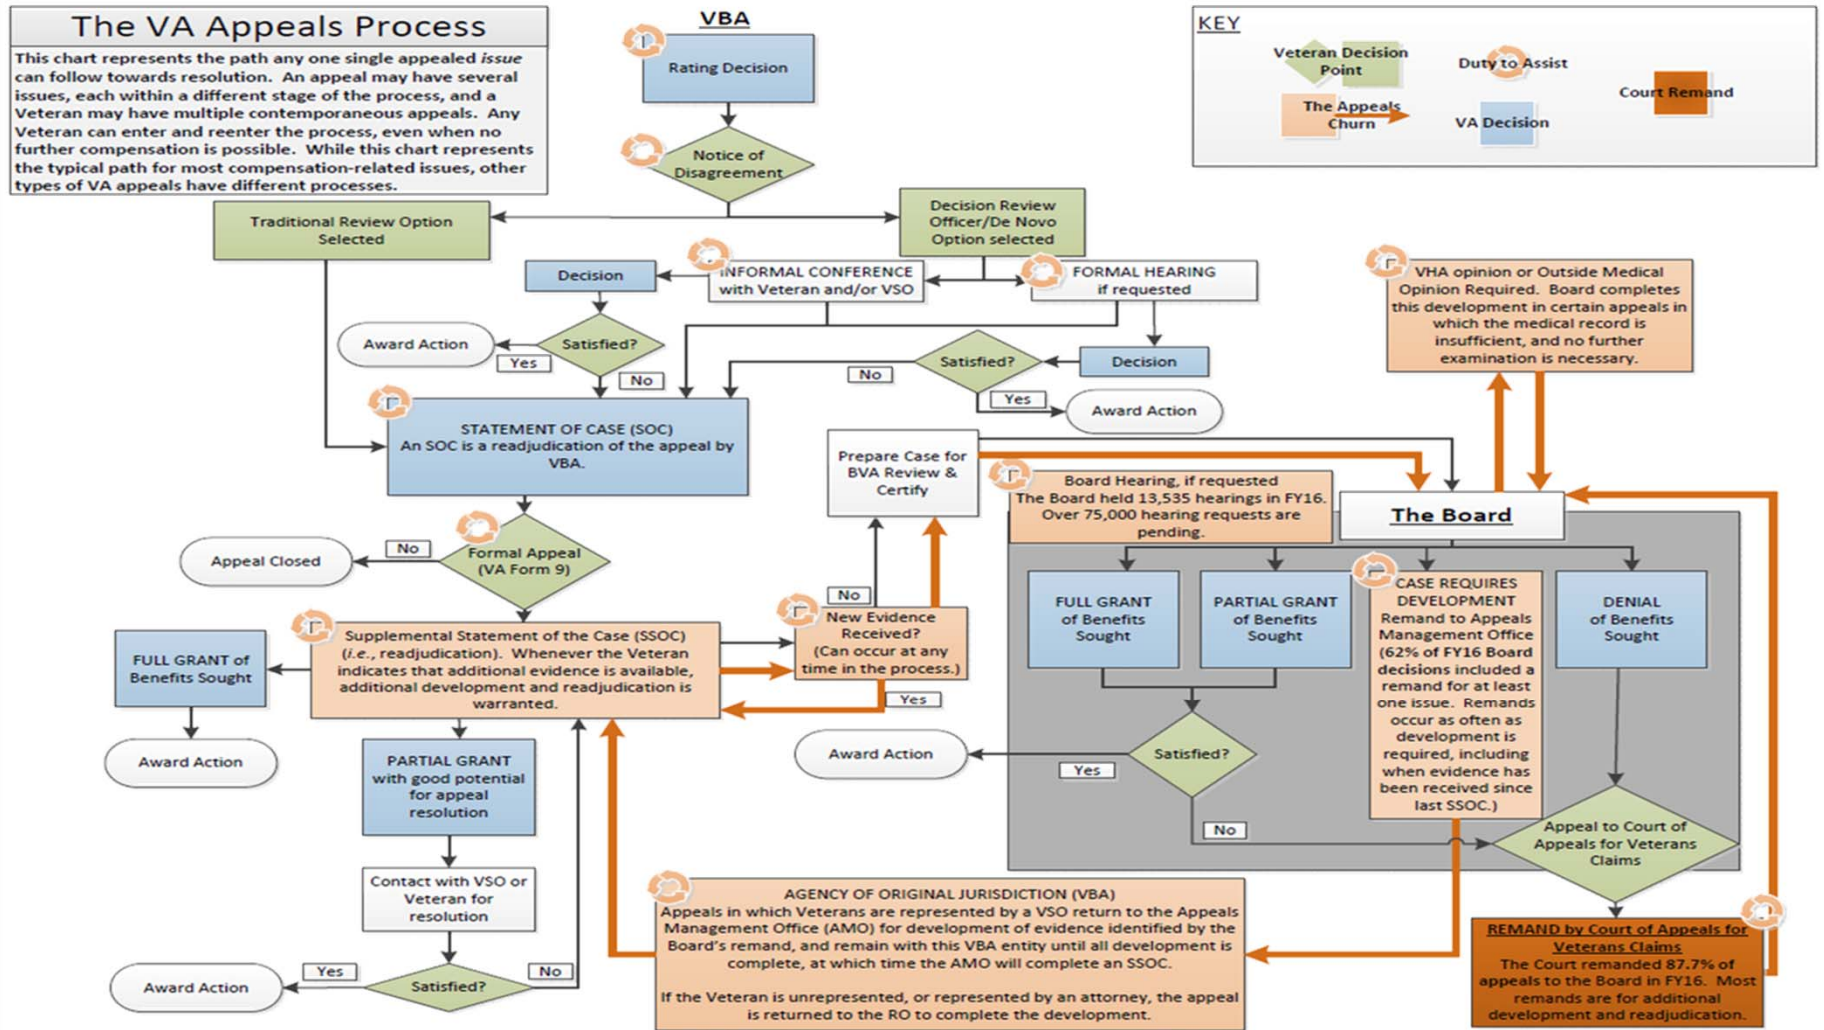 The VA Appeals Process
This chart represents the path any one single appealed issue
can follow towards resolution. An appeal may have several
issues, each within a different stage of the process, and a
Veteran may have multiple contemporaneous appeals. Any
Veteran can enter and reenter the process, even when no
further compensation is possible. While this chart represents
the typical path for most compensation-related issues, other
types of VA appeals have different processes.
VBA
Rating Decision
KEY
Veteran Decision
Point
Duty to Assist
Court Remand
The Appeals
Churn
VA Decision
Notice of
Disagreement
Traditional Review Option
Selected
Decision Review
Officer/De Novo
Option selected
Decision
INFORMAL CONFERENCE
with Veteran and/or VSO
FORMAL HEARING
if requested
VHA opinion or Outside Medical
Opinion Required. Board completes
this development in certain appeals in
which the medical record is
insufficient, and no further
examination is necessary.
Award Action
Yes
Satisfied?
No
Satisfied?
No
Yes
Decision
Award Action
STATEMENT OF CASE (SOC)
An SOC is a readjudication of the appeal by
VBA.
Prepare Case for
BVA Review &
Certify
Board Hearing, if requested
The Board held 13,535 hearings in FY16.
Over 75,000 hearing requests are
pending.
The Board
Appeal Closed
No
Formal Appeal
(VA Form 9)
No
New Evidence
Received?
(Can occur at any
time in the process.)
Yes
Supplemental Statement of the Case (SSOC)
(i.e., readjudication). Whenever the Veteran
indicates that additional evidence is available,
additional development and readjudication is
warranted.
FULL GRANT of
Benefits Sought
Award Action
FULL GRANT
of Benefits
Sought
PARTIAL GRANT
of Benefits
Sought
CASE REQUIRES
DEVELOPMENT
Remand to Appeals
Management Office
(62% of FY16 Board
decisions included a
remand for at least
one issue. Remands
occur as often as
development is
required, including
when evidence has
been received since
last SSOC.)
DENIAL
of Benefits
Sought
PARTIAL GRANT
with good potential
for appeal
resolution
Award Action
Yes
Satisfied?
No
Appeal to Court of
Appeals for Veterans
Claims
Contact with VSO or
Veteran for
resolution
Award Action
Yes
Satisfied?
No
AGENCY OF ORIGINAL JURISDICTION (VBA)
Appeals in which Veterans are represented by a VSO return to the Appeals
Management Office (AMO) for development of evidence identified by the
Board's remand, and remain with this VBA entity until all development is
complete, at which time the AMO will complete an SSOC.
If the Veteran is unrepresented, or represented by an attorney, the appeal
is returned to the RO to complete the development.
REMAND by Court of Appeals for
Veterans Claims
The Court remanded 87.7% of
appeals to the Board in FY16. Most
remands are for additional
development and readjudication.